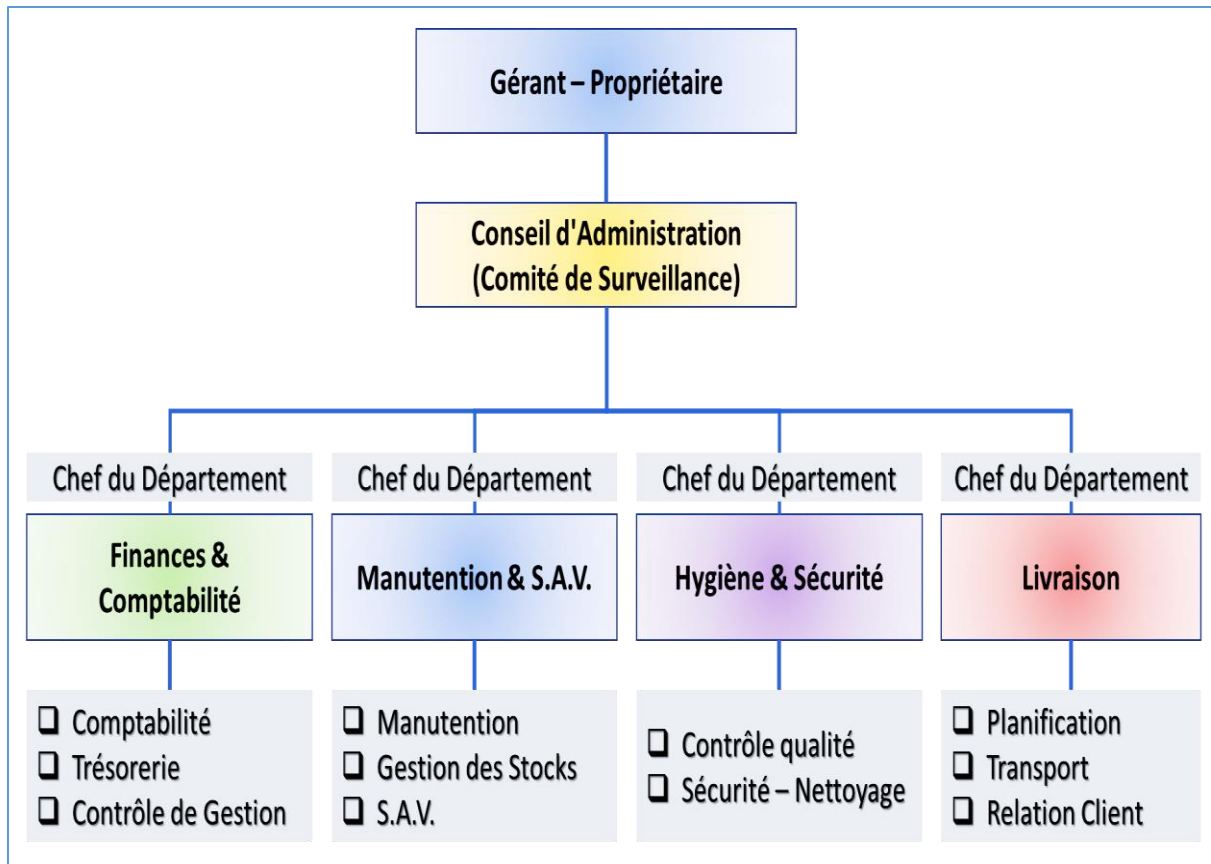 Gérant – Propriétaire
Conseil d'Administration
(Comité de Surveillance)
Chef du Département
Finances &
Comptabilité
❑ Comptabilité
❑ Trésorerie
❑ Contrôle de Gestion
Chef du Département
Manutention & S.A.V.
❑ Manutention
❑ Gestion des Stocks
❑ S.A.V.
Chef du Département
Hygiène & Sécurité
❑ Contrôle qualité
❑ Sécurité – Nettoyage
Chef du Département
Livraison
❑ Planification
❑ Transport
❑ Relation Client